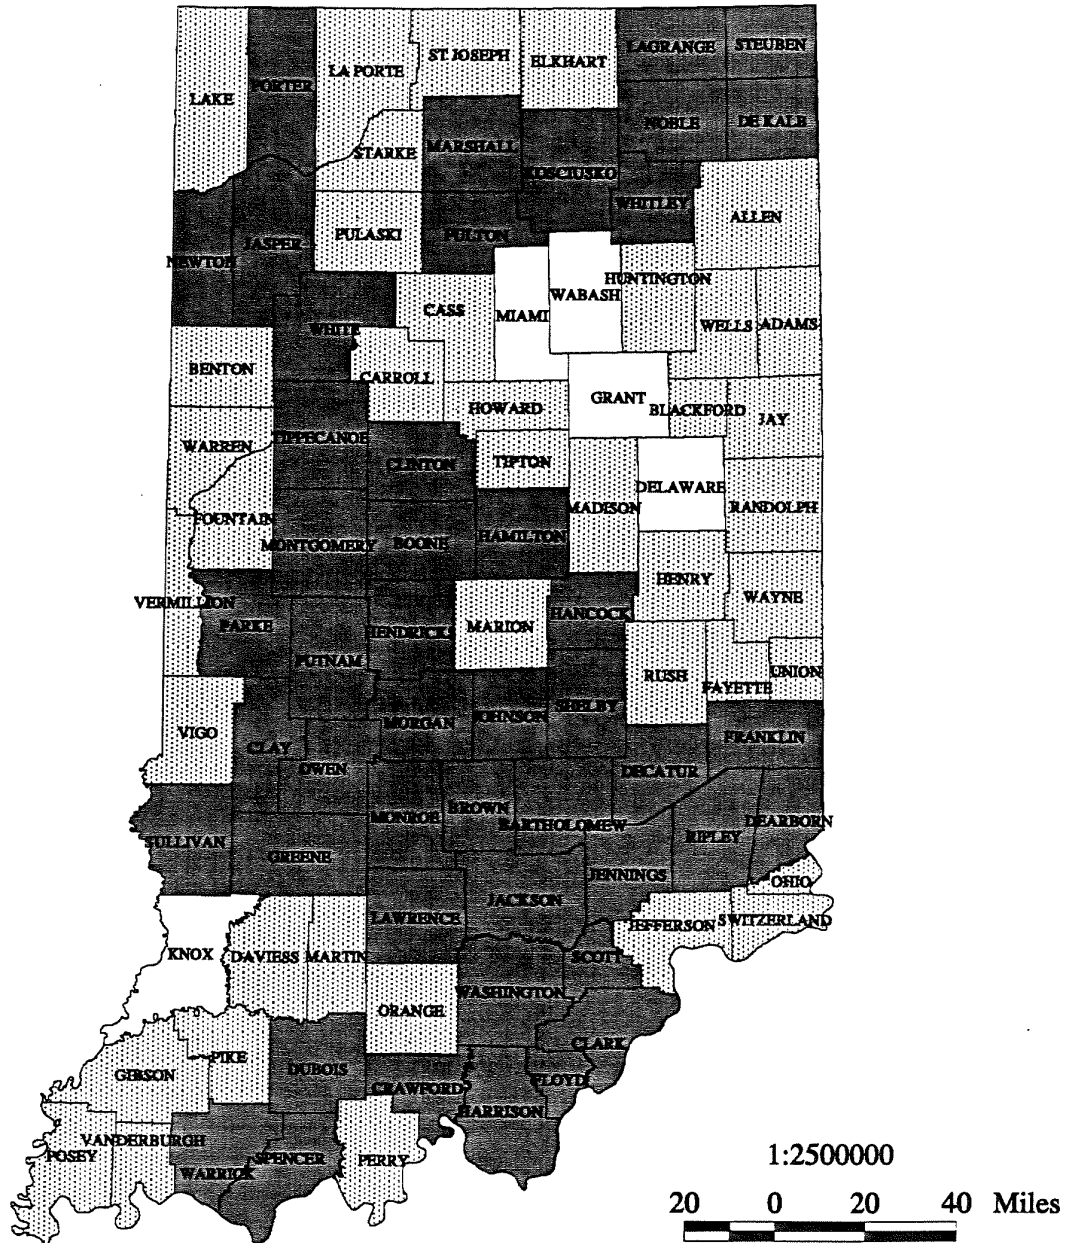 LAGRANGE STEUBEN
ST JOSEPH ELKHART
LA PORTE
PORTER
LAKE
NOBLE DE KALB
MARSHALL
STARKE
KOSCIUSKO
WHITLEY
ALLEN
PULASKI FULTON
JASPER
NEWTON
HUNTINGTON
WABASH
CASS
MIAMI
WHITE
WELLS ADAMS
BENTON
CARROLL
GRANT
HOWARD BLACKFORD
JAY
TIPPECANOE
WARREN
CLINTON TIPTON
DELAWARE
MADISON RANDOLPH
FOUNTAIN
MONTGOMERY BOONE HAMILTON
HENRY
VERMILLION WAYNE
HANCOCK
PARKE HENDRICKS MARION
PUTNAM
RUSH UNION
FAYETTE
SHELBY
MORGAN JOHNSON
VIGO FRANKLIN
CLAY
OWEN DECATUR
BROWN
MONROE BARTHOLOMEW DEARBORN
RIPLEY
SULLIVAN
GREENE
JENNINGS
OHIO
JACKSON
LAWRENCE JEFFERSON SWITZERLAND
KNOX DAVIESS MARTIN SCOTT
WASHINGTON
ORANGE
CLARK
PIKE
DUBOIS
GIBSON FLOYD
CRAWFORD
HARRISON
VANDERBURGH
POSEY SPENCER PERRY
WARRICK
1:2500000
20 0 20 40 Miles